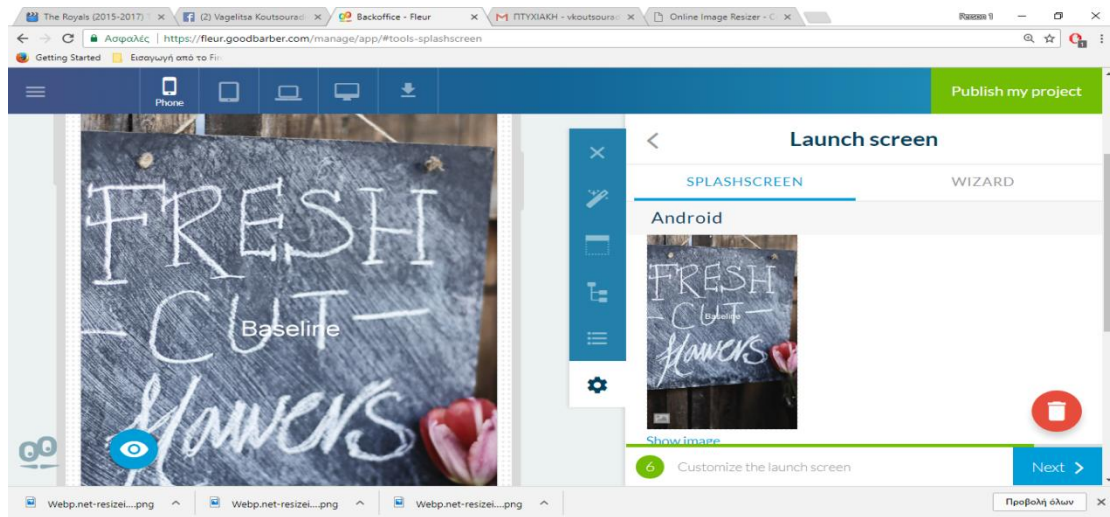 The Royals (2015-2017)
(2) Vagelitsa Koutsourad
Backoffice - Fleur
ΠΤΥΧΙΑΚΗ - vkoutsourad
Online Image Resizer - C
Ασφαλές | https://fleur.goodbarber.com/manage/app/#tools-splashscreen
Getting Started
Εισαγωγή από το Fir
Phone
Publish my project
FRESH
- CUT -
Baseline
flowers
Launch screen
SPLASHSCREEN
WIZARD
Android
FRESH
- CUT -
Baseline
flowers
Show image
6 Customize the launch screen
Next >
Webp.net-resizei....png
Webp.net-resizei....png
Webp.net-resizei....png
Προβολή όλων